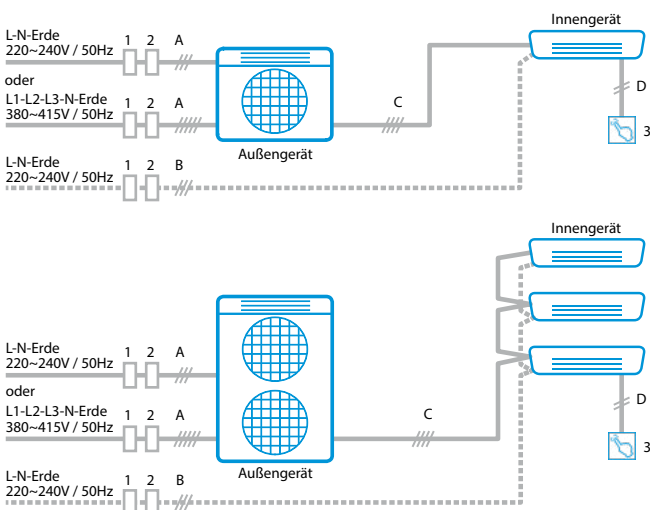 Innengerät
L-N-Erde
220~240V / 50Hz
1 2 A
oder
L1-L2-L3-N-Erde
380~415V / 50Hz
1 2 A
C
D
3
Außengerät
L-N-Erde
220~240V / 50Hz
1 2 B
Innengerät
L-N-Erde
220~240V / 50Hz
1 2 A
oder
L1-L2-L3-N-Erde
380~415V / 50Hz
1 2 A
C
D
3
Außengerät
L-N-Erde
220~240V / 50Hz
1 2 B